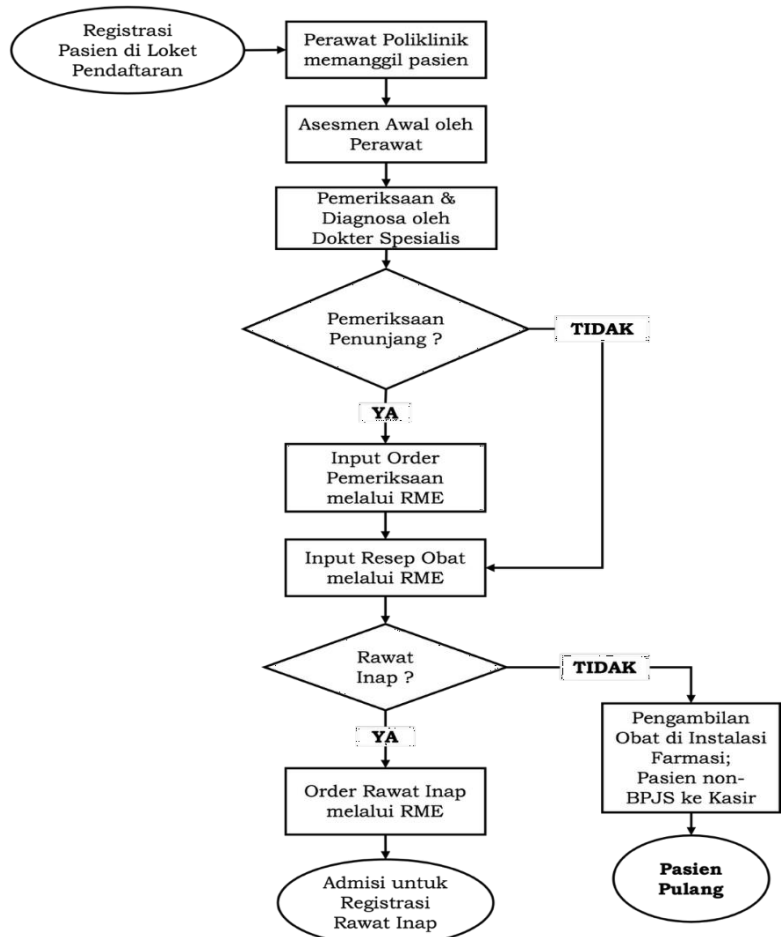 Registrasi
Pasien di Loket
Pendaftaran
Perawat Poliklinik
memanggil pasien
Asesmen Awal oleh
Perawat
Pemeriksaan &
Diagnosa oleh
Dokter Spesialis
Pemeriksaan
Penunjang ?
TIDAK
YA
Input Order
Pemeriksaan
melalui RME
Input Resep Obat
melalui RME
Rawat
Inap ?
TIDAK
YA
Pengambilan
Obat di Instalasi
Farmasi;
Pasien non-
BPJS ke Kasir
Order Rawat Inap
melalui RME
Pasien
Pulang
Admisi untuk
Registrasi
Rawat Inap